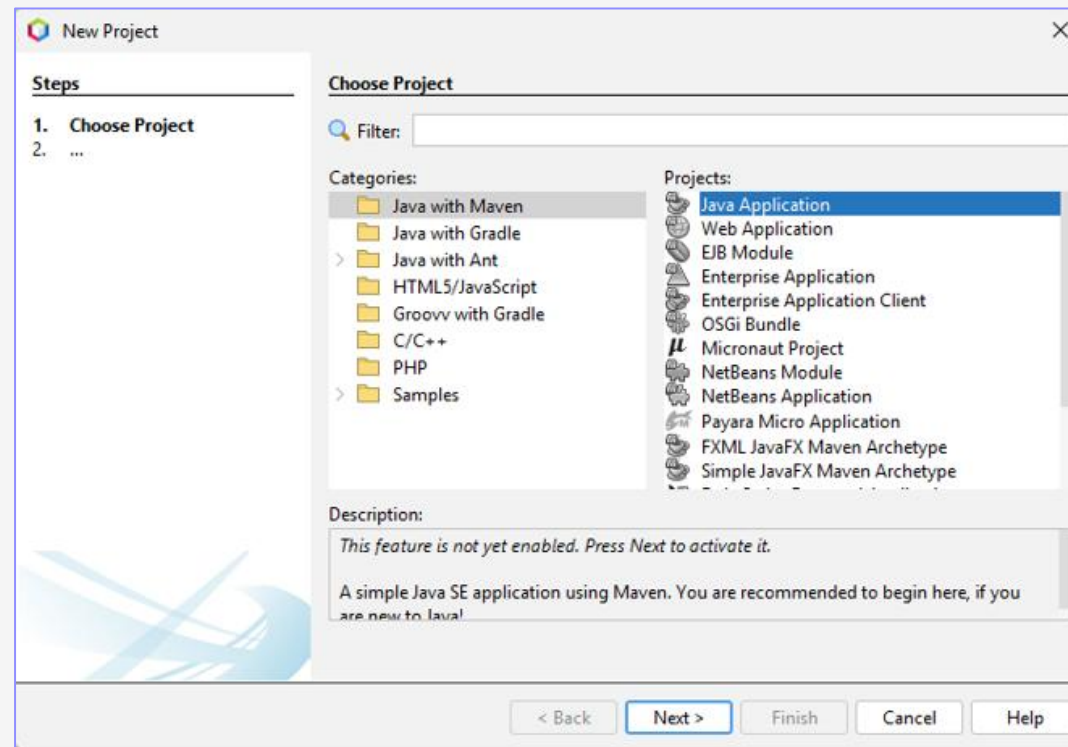 New Project
Steps
1. Choose Project
2. ...
Choose Project
Filter:
Categories:
Java with Maven
Java with Gradle
Java with Ant
HTML5/JavaScript
Groovy with Gradle
C/C++
PHP
Samples
Projects:
Java Application
Web Application
EJB Module
Enterprise Application
Enterprise Application Client
OSGi Bundle
µ Micronaut Project
NetBeans Module
NetBeans Application
Payara Micro Application
FXML JavaFX Maven Archetype
Simple JavaFX Maven Archetype
Description:
This feature is not yet enabled. Press Next to activate it.
A simple Java SE application using Maven. You are recommended to begin here, if you
are new to Java!
< Back
Next >
Finish
Cancel
Help